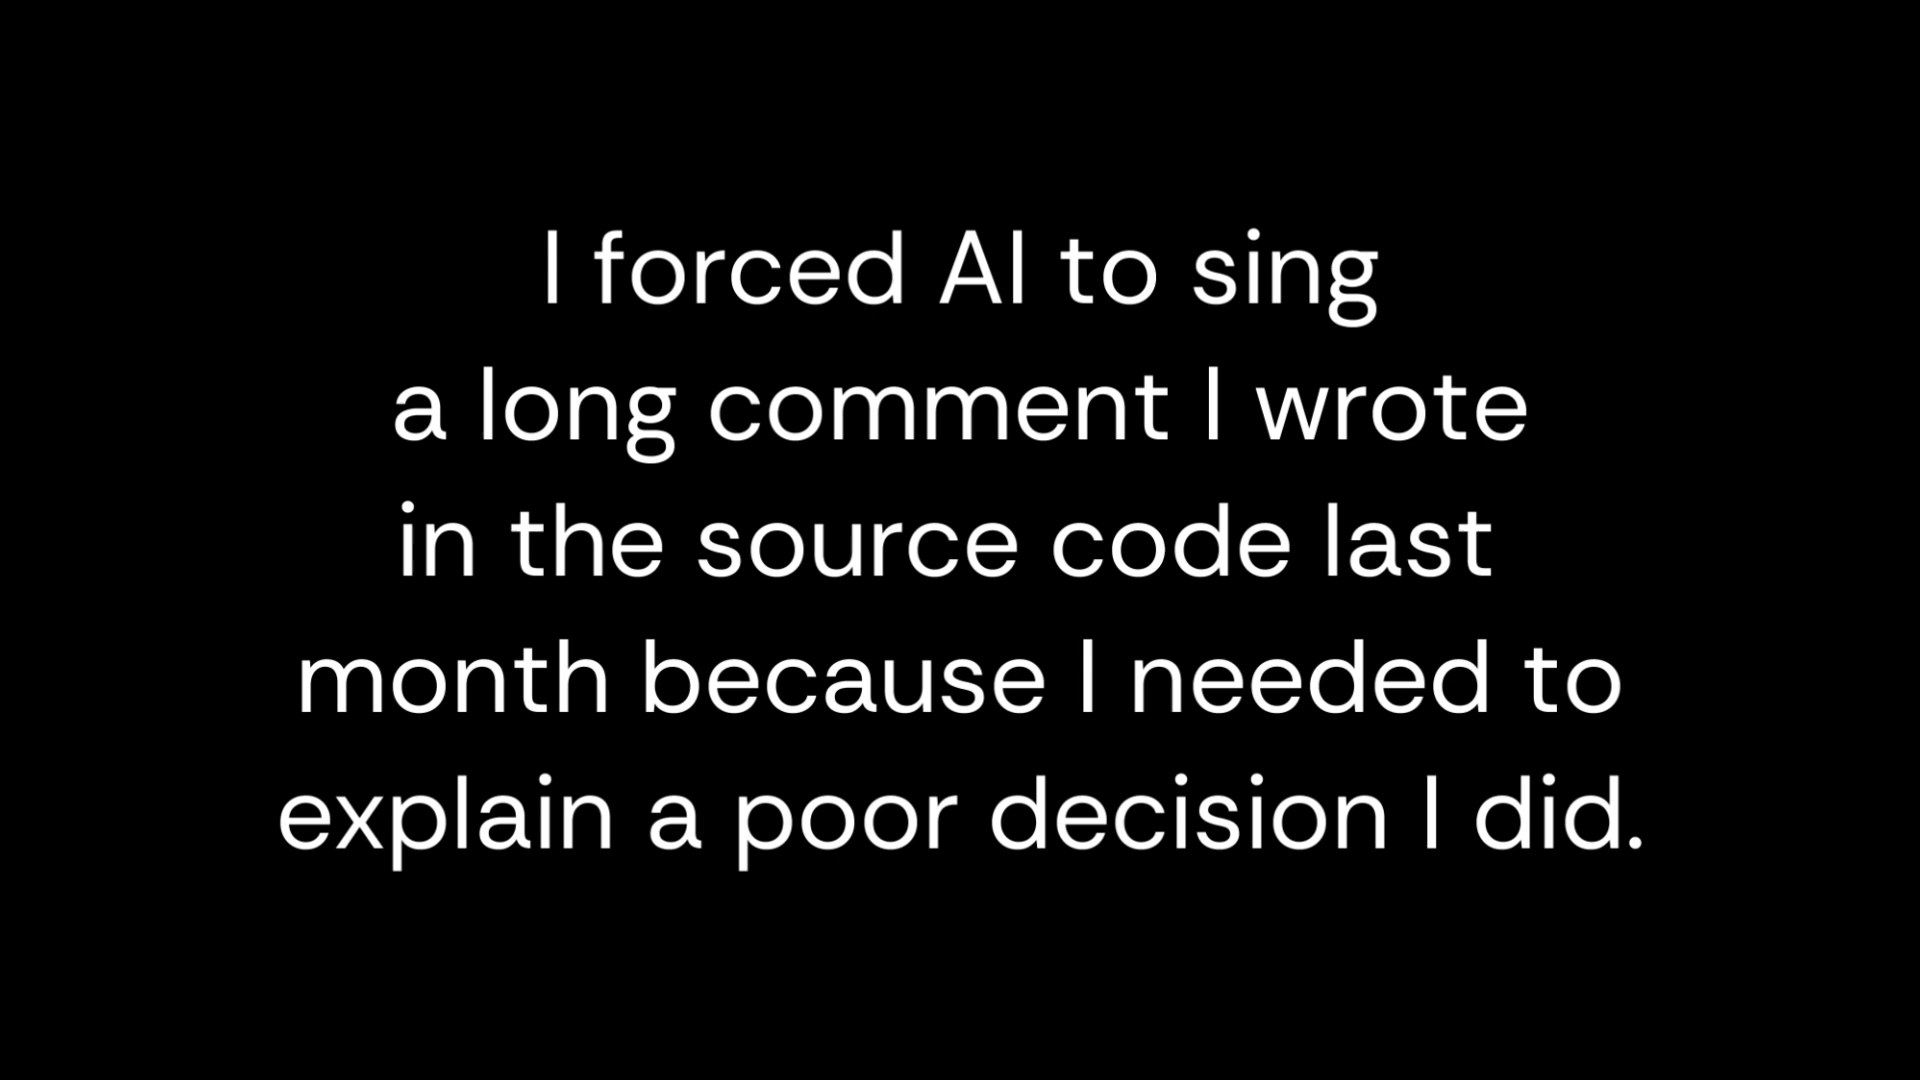 I forced AI to sing
a long comment I wrote
in the source code last
month because I needed to
explain a poor decision I did.